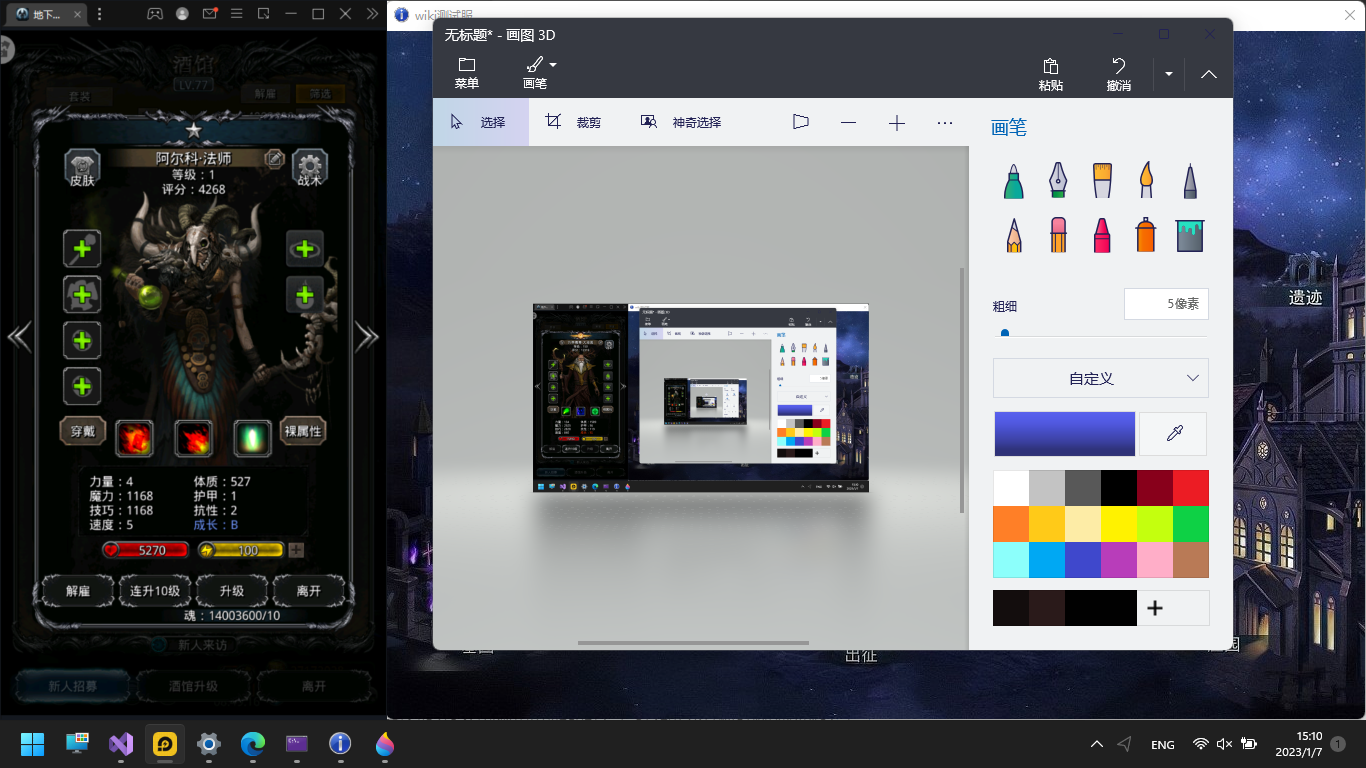 地下...
酒馆
LV.77
套装
解雇
筛选
阿尔科·法师
等级：1
评分：4268
皮肤
战术
穿戴
裸属性
力量：4
体质：527
魔力：1168
护甲：1
技巧：1168
抗性：2
速度：5
成长：B
5270
100
解雇
连升10级
升级
离开
魂：14003600/10
新人来访
新人招募
酒馆升级
离开
wiki测试服
无标题* - 画图 3D
菜单
画笔
粘贴
撤消
选择
裁剪
神奇选择
画笔
粗细
5像素
自定义
遗迹
出征
ENG
15:10
2023/1/7
1